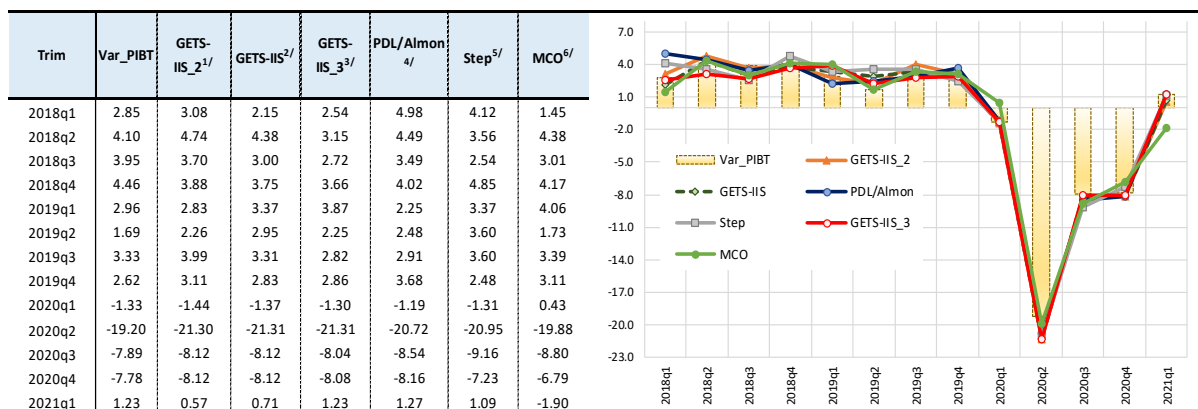 Trim Var_PIBT GETS-IIS_2 1/ GETS-IIS 2/ GETS-IIS_3 3/ PDL/Almon 4/ Step 5/ MCO 6/
2018q1 2.85 3.08 2.15 2.54 4.98 4.12 1.45
2018q2 4.10 4.74 4.38 3.15 4.49 3.56 4.38
2018q3 3.95 3.70 3.00 2.72 3.49 2.54 3.01
2018q4 4.46 3.88 3.75 3.66 4.02 4.85 4.17
2019q1 2.96 2.83 3.37 3.87 2.25 3.37 4.06
2019q2 1.69 2.26 2.95 2.25 2.48 3.60 1.73
2019q3 3.33 3.99 3.31 2.82 2.91 3.60 3.39
2019q4 2.62 3.11 2.83 2.86 3.68 2.48 3.11
2020q1 -1.33 -1.44 -1.37 -1.30 -1.19 -1.31 0.43
2020q2 -19.20 -21.30 -21.31 -21.31 -20.72 -20.95 -19.88
2020q3 -7.89 -8.12 -8.12 -8.04 -8.54 -9.16 -8.80
2020q4 -7.78 -8.12 -8.12 -8.08 -8.16 -7.23 -6.79
2021q1 1.23 0.57 0.71 1.23 1.27 1.09 -1.90
7.0
4.0
1.0
-2.0
-5.0
-8.0
-11.0
-14.0
-17.0
-20.0
-23.0
Var_PIBT GETS-IIS_2
GETS-IIS PDL/Almon
Step GETS-IIS_3
MCO
2018q1 2018q2 2018q3 2018q4 2019q1 2019q2 2019q3 2019q4 2020q1 2020q2 2020q3 2020q4 2021q1